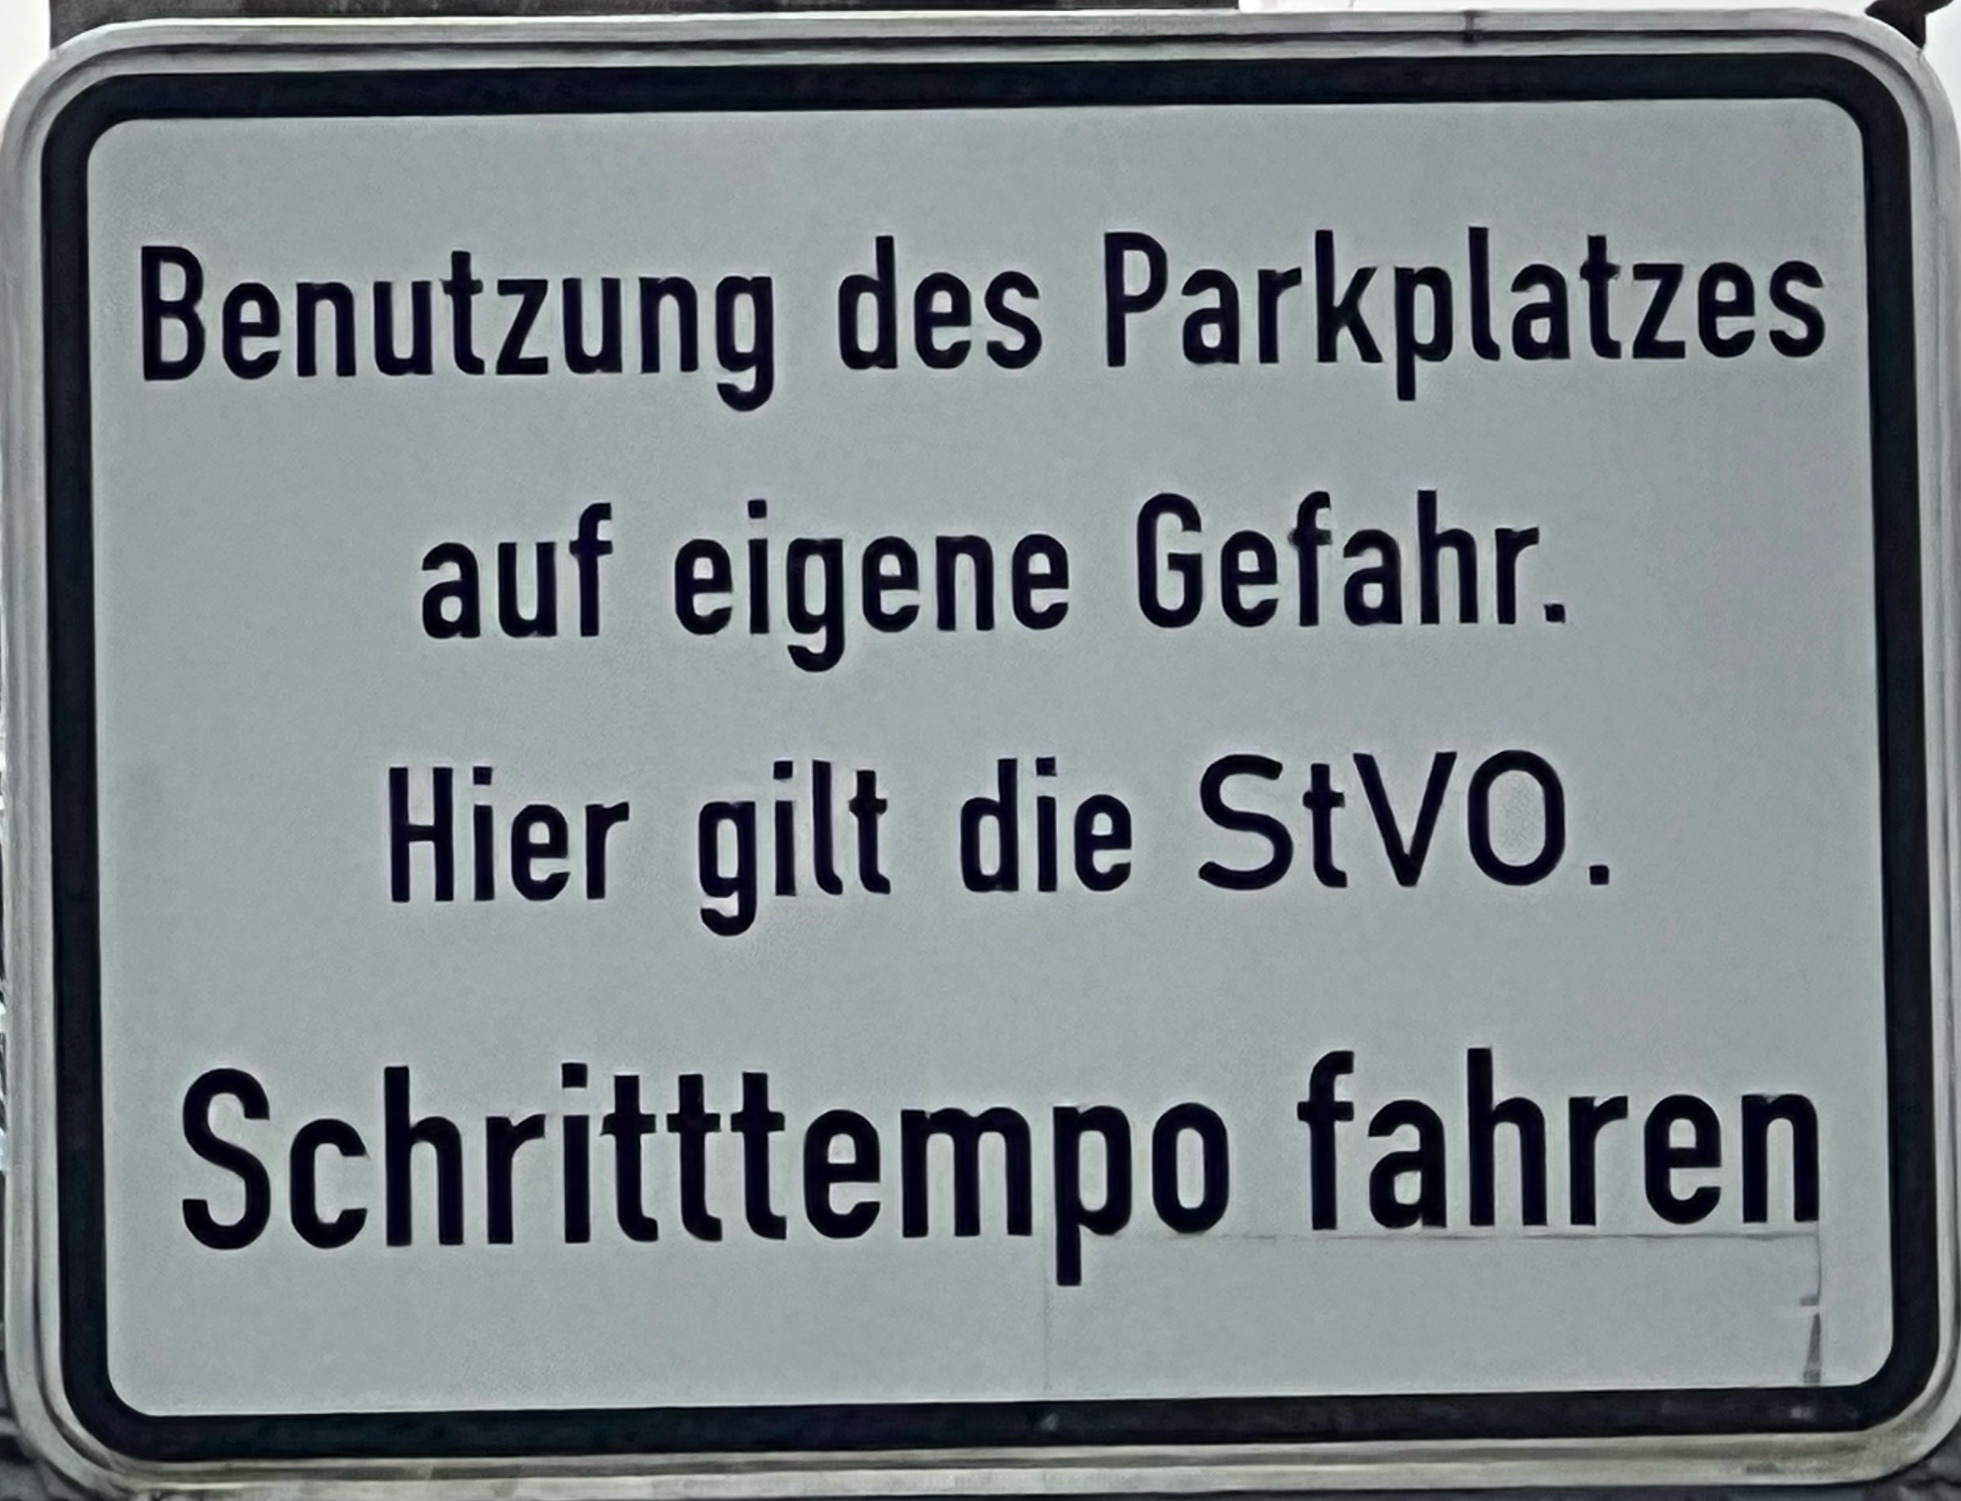 Benutzung des Parkplatzes
auf eigene Gefahr.
Hier gilt die StVO.
Schritttempo fahren